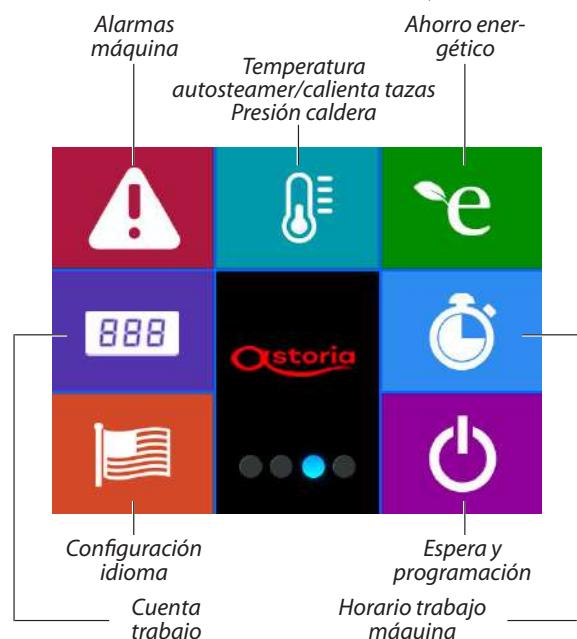 Alarmas
máquina
Temperatura
autosteamer/calienta tazas
Presión caldera
Ahorro ener-
gético
e
888
astoria
Configuración
idioma
Espera y
programación
Cuenta
trabajo
Horario trabajo
máquina